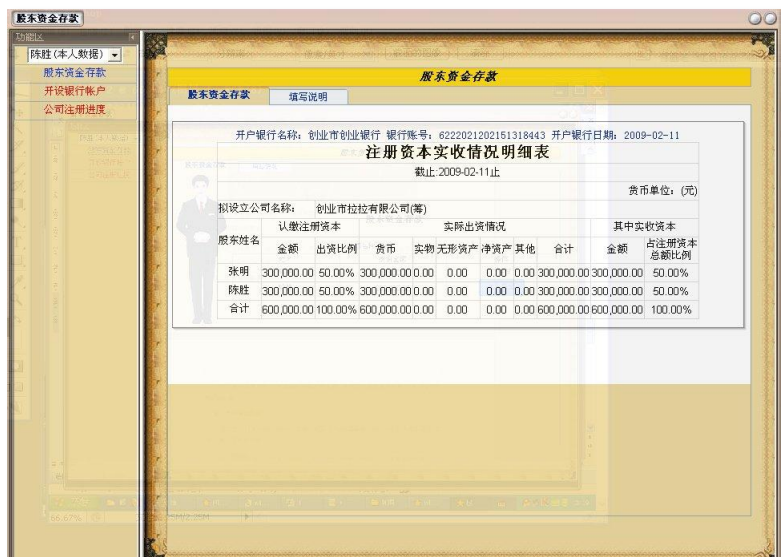 股东资金存款
功能区
陈胜(本人数据)
股东资金存款
开设银行帐户
公司注册进度
股东资金存款
股东资金存款 填写说明
开户银行名称: 创业市创业银行 银行账号: 6222021202151318443 开户银行日期: 2009-02-11
注册资本实收情况明细表
截止:2009-02-11止
货币单位: (元)
拟设立公司名称: 创业市拉拉有限公司(筹)
股东姓名 认缴注册资本 实际出资情况 其中实收资本
金额 出资比例 货币 实物 无形资产 净资产 其他 合计 金额 占注册资本总额比例
张明 300,000.00 50.00% 300,000.00 0.00 0.00 0.00 0.00 300,000.00 300,000.00 50.00%
陈胜 300,000.00 50.00% 300,000.00 0.00 0.00 0.00 0.00 300,000.00 300,000.00 50.00%
合计 600,000.00 100.00% 600,000.00 0.00 0.00 0.00 0.00 600,000.00 600,000.00 100.00%
66.67%